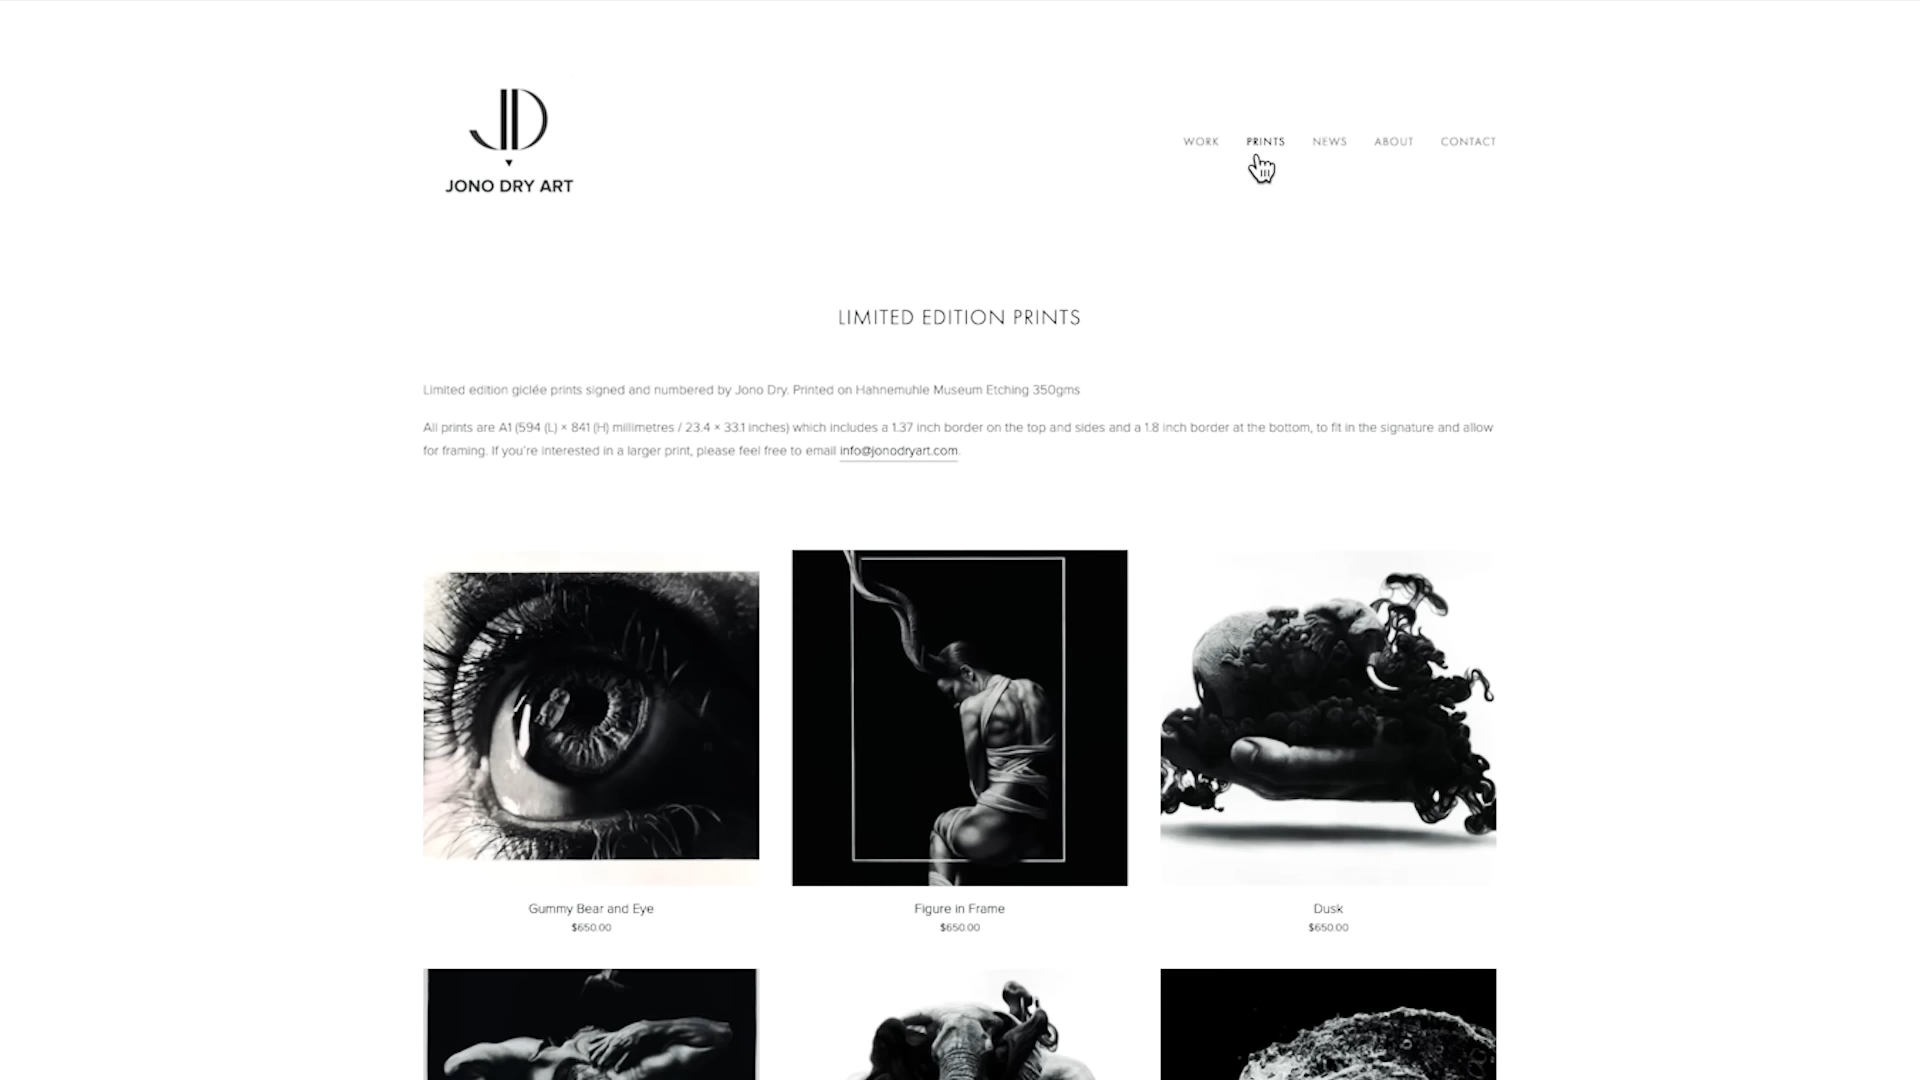 JD
JONO DRY ART
WORK PRINTS NEWS ABOUT CONTACT
LIMITED EDITION PRINTS
Limited edition giclée prints signed and numbered by Jono Dry. Printed on Hahnemuhle Museum Etching 350gms
All prints are A1 (594 (L) × 841 (H) millimetres / 23.4 × 33.1 inches) which includes a 1.37 inch border on the top and sides and a 1.8 inch border at the bottom, to fit in the signature and allow
for framing. If you're interested in a larger print, please feel free to email info@jonodryart.com.
Gummy Bear and Eye
$650.00
Figure in Frame
$650.00
Dusk
$650.00